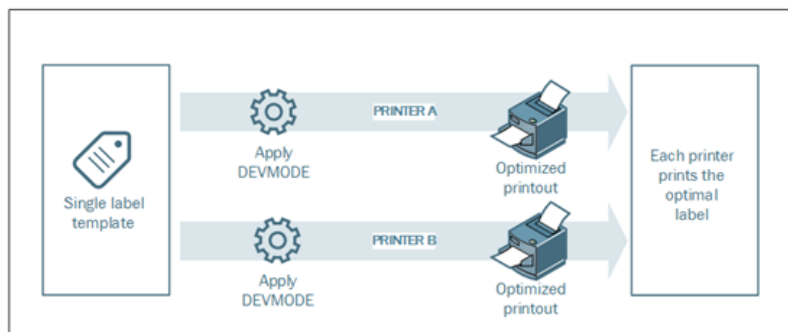 Single label
template
PRINTER A
Apply
DEVMODE
Optimized
printout
PRINTER B
Apply
DEVMODE
Optimized
printout
Each printer
prints the
optimal
label